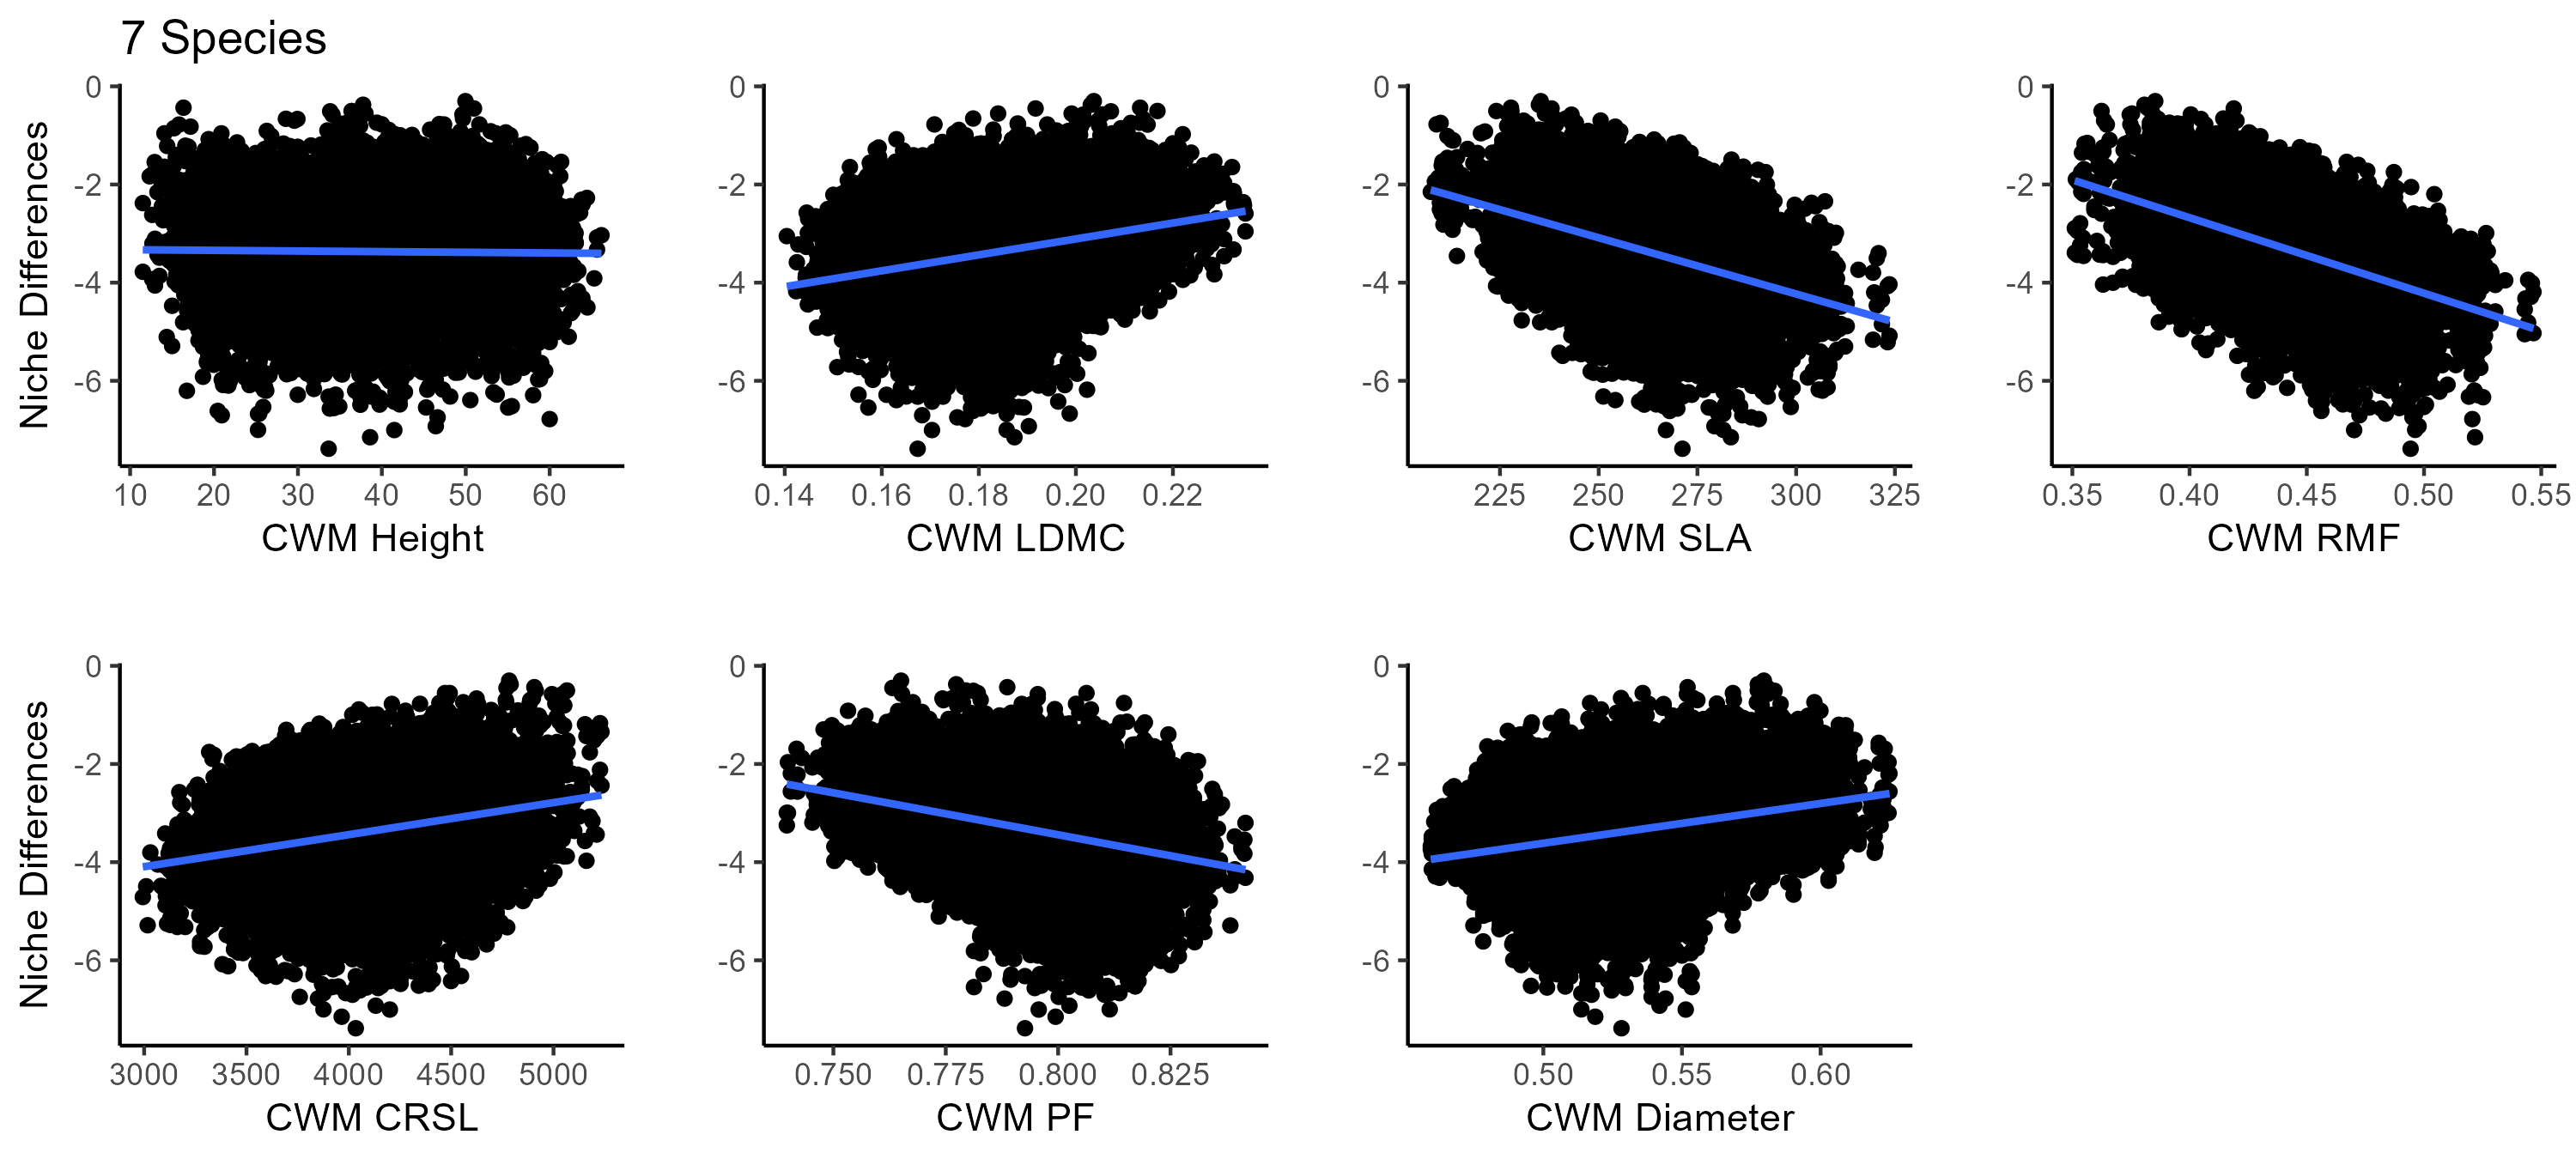 7 Species
Niche Differences
0
-2
-4
-6
10 20 30 40 50 60
CWM Height
0
-2
-4
-6
0.14 0.16 0.18 0.20 0.22
CWM LDMC
0
-2
-4
-6
225 250 275 300 325
CWM SLA
0
-2
-4
-6
0.35 0.40 0.45 0.50 0.55
CWM RMF
Niche Differences
0
-2
-4
-6
3000 3500 4000 4500 5000
CWM CRSL
0
-2
-4
-6
0.750 0.775 0.800 0.825
CWM PF
0
-2
-4
-6
0.50 0.55 0.60
CWM Diameter